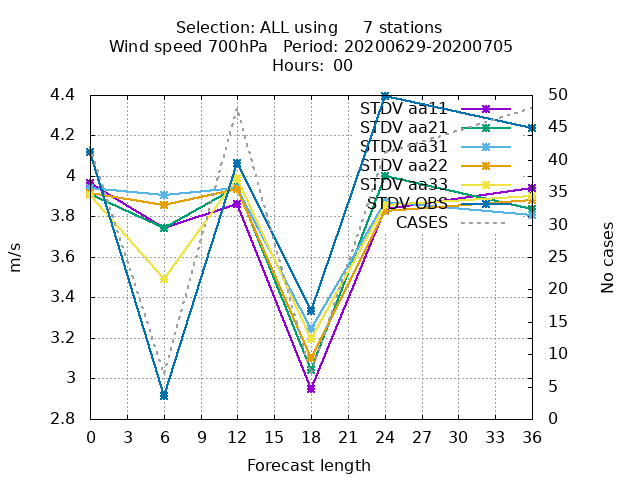 Selection: ALL using 7 stations
Wind speed 700hPa Period: 20200629-20200705
Hours: 00
4.4
4.2
4
3.8
3.6
3.4
3.2
3
2.8
m/s
STDV aa11
STDV aa21
STDV aa31
STDV aa22
STDV aa33
STDV OBS
CASES
50
45
40
35
30
25
20
15
10
5
0
No cases
0 3 6 9 12 15 18 21 24 27 30 33 36
Forecast length